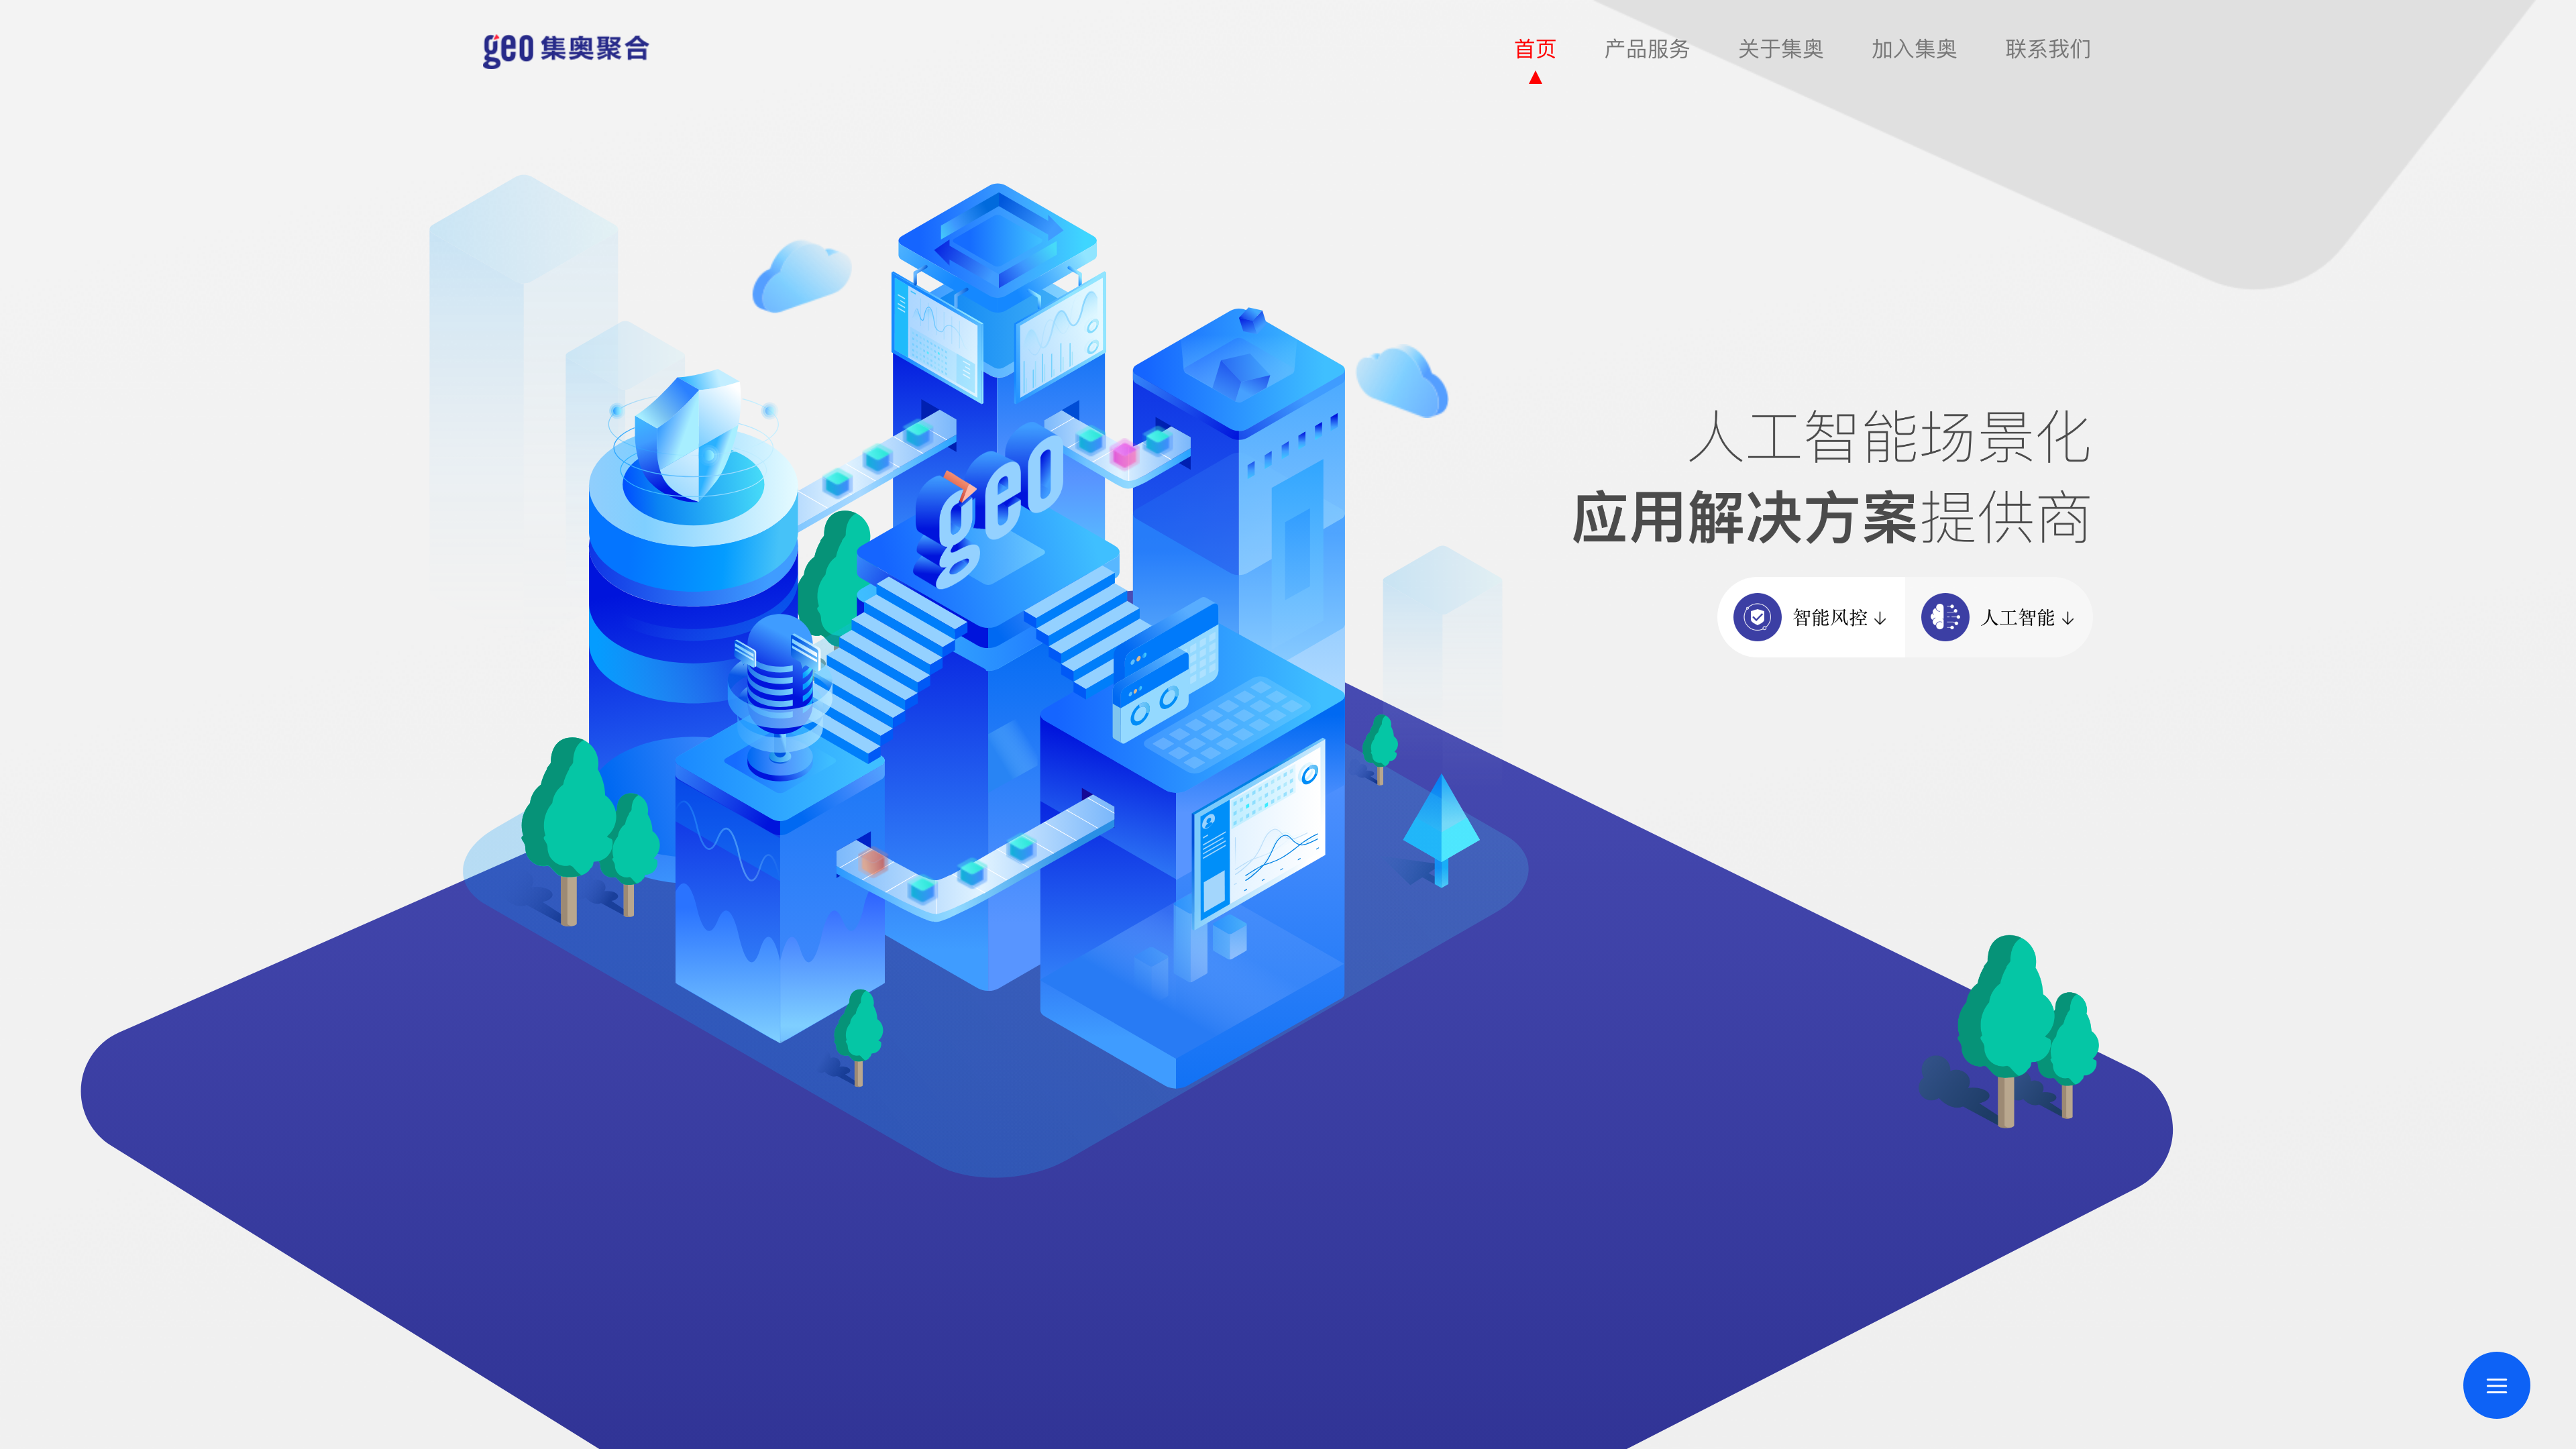 geo 集奥聚合
首页 产品服务 关于集奥 加入集奥 联系我们
geo
人工智能场景化
应用解决方案提供商
智能风控 ↓ 人工智能 ↓